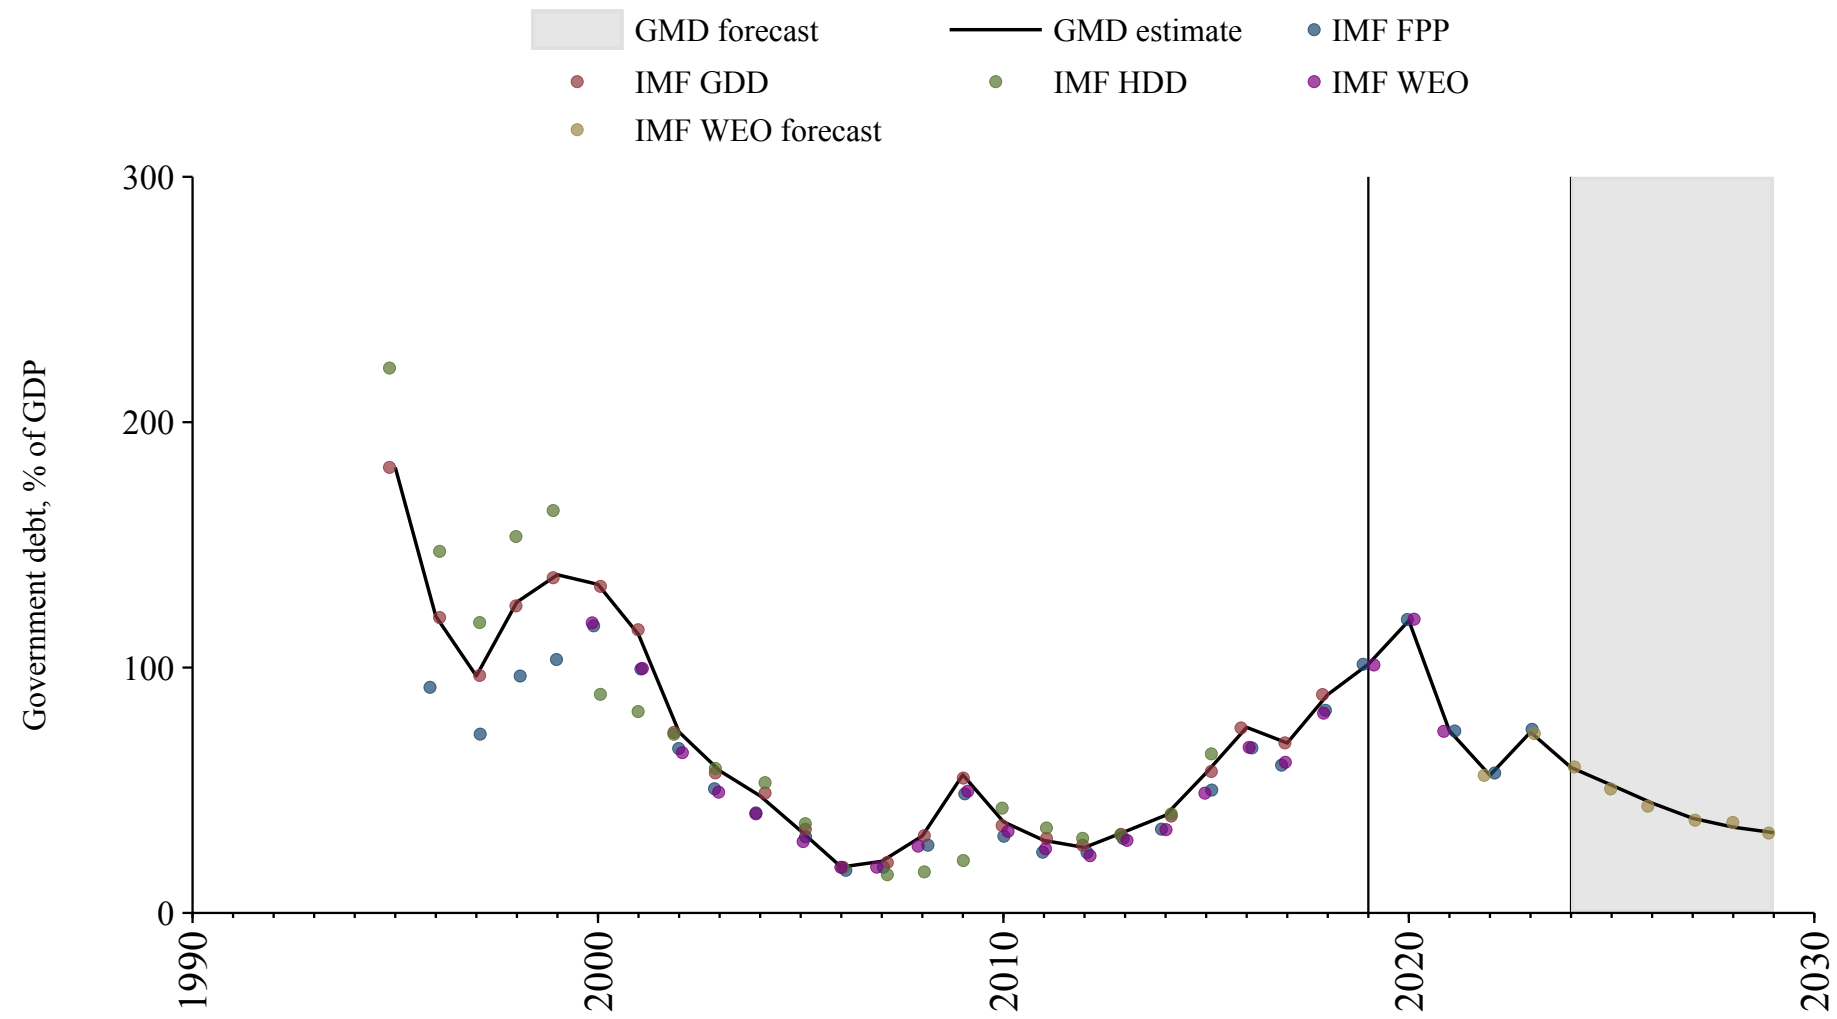 GMD forecast GMD estimate IMF FPP
IMF GDD IMF HDD IMF WEO
IMF WEO forecast
Government debt, % of GDP
300
200
100
0
1990 2000 2010 2020 2030